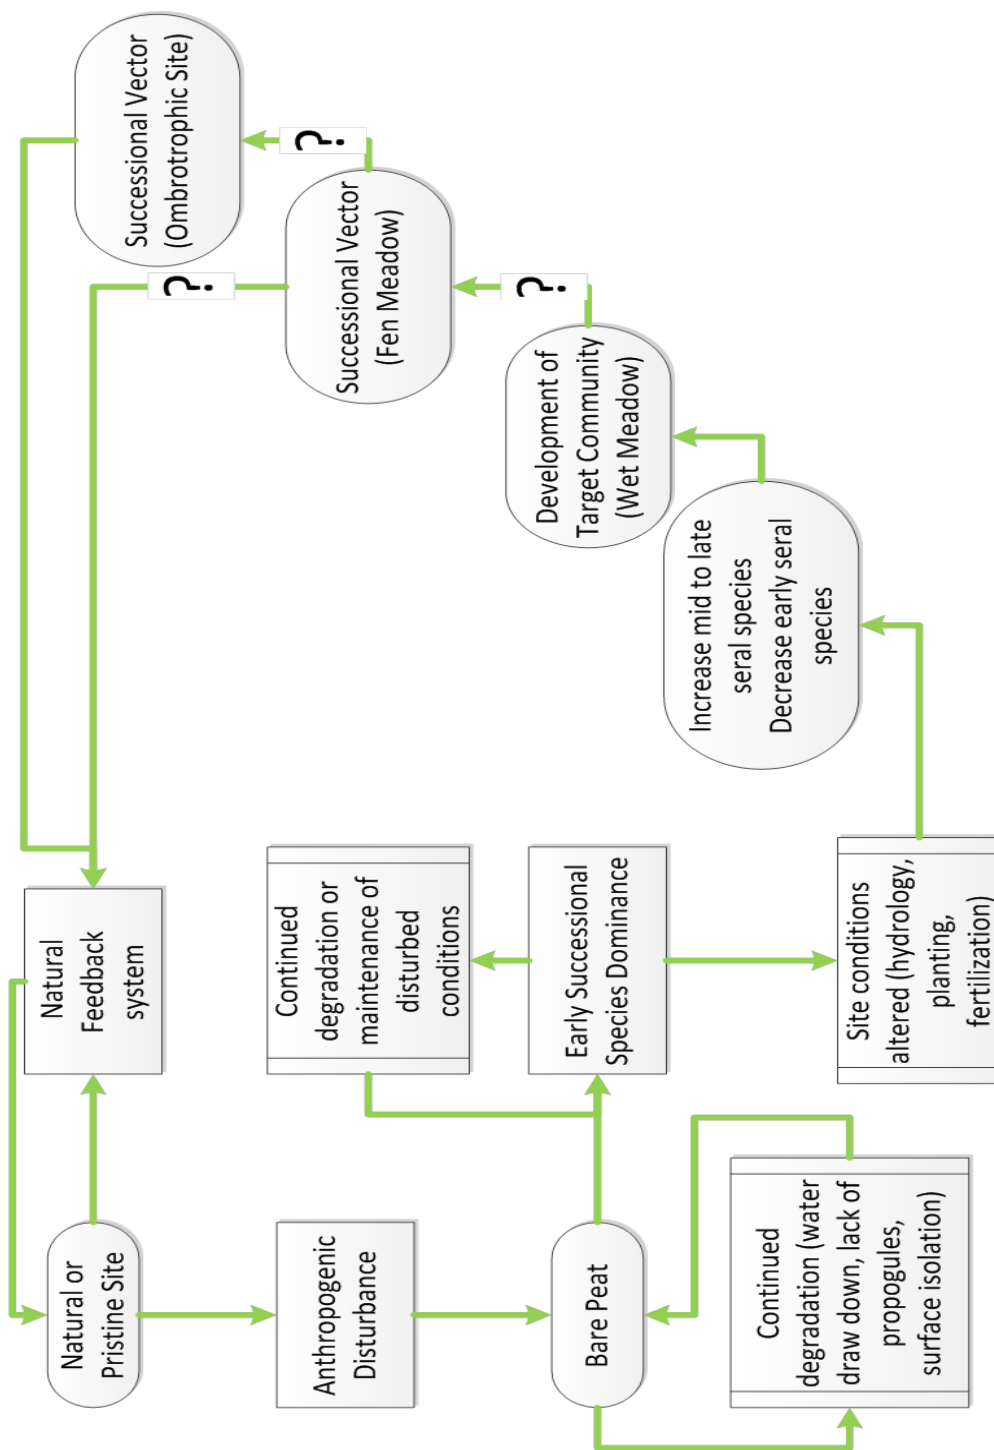 Natural or
Pristine Site
Natural
Feedback
system
Successional Vector
(Ombrotrophic Site)
?
?
Anthropogenic
Disturbance
Continued
degradation or
maintenance of
disturbed
conditions
Successional Vector
(Fen Meadow)
?
Bare Peat
Early Successional
Species Dominance
Development of
Target Community
(Wet Meadow)
Increase mid to late
seral species
Decrease early seral
species
Continued
degradation (water
draw down, lack of
propogules,
surface isolation)
Site conditions
altered (hydrology,
planting,
fertilization)